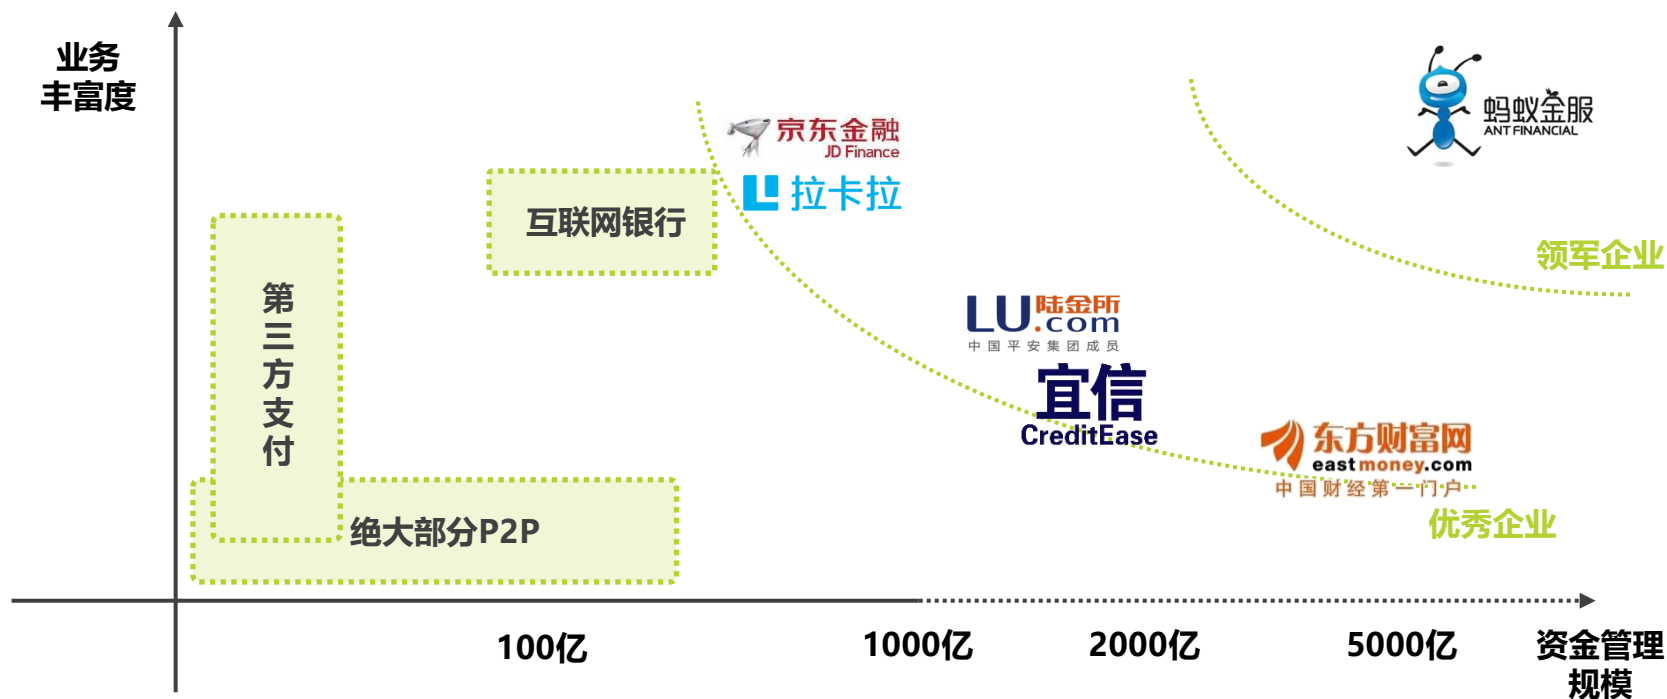 业务
丰富度
京东金融
JD Finance
拉卡拉
蚂蚁金服
ANT FINANCIAL
互联网银行
领军企业
第
三
方
支
付
LU.com 陆金所
中国平安集团成员
宜信
CreditEase
东方财富网
eastmoney.com
中国财经第一门户
绝大部分P2P
优秀企业
100亿
1000亿
2000亿
5000亿
资金管理
规模